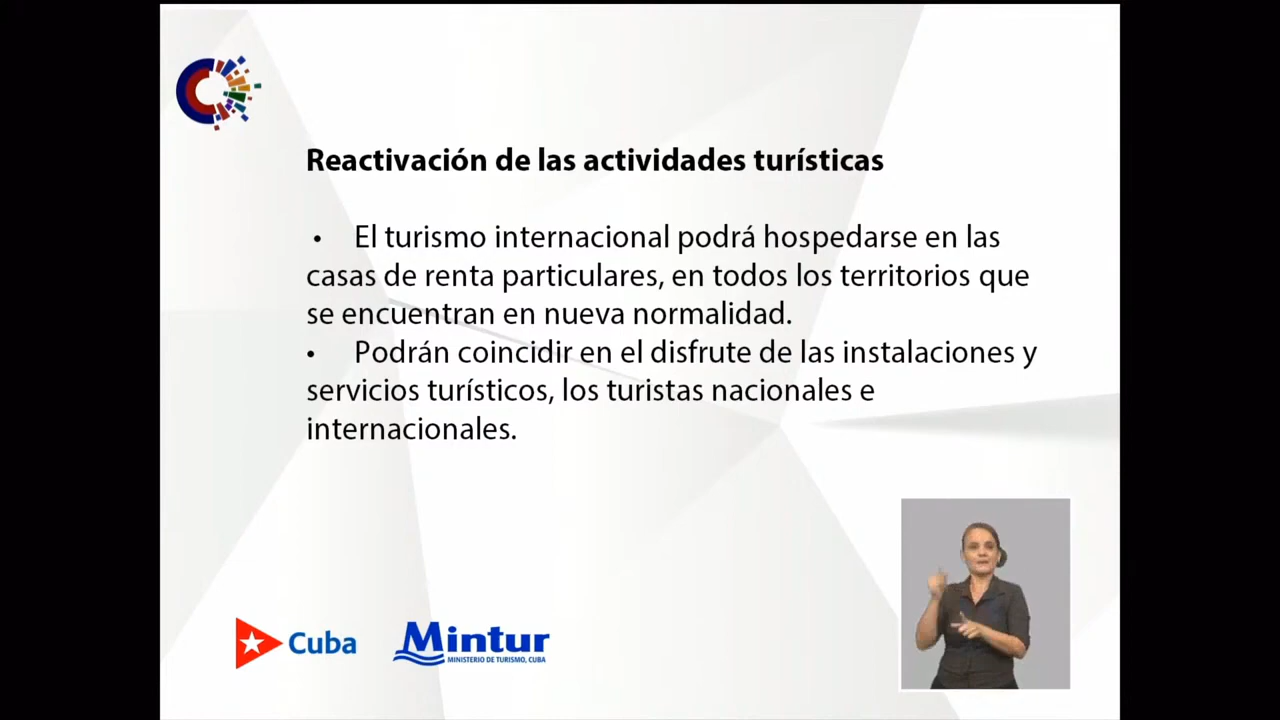 Reactivación de las actividades turísticas
• El turismo internacional podrá hospedarse en las
casas de renta particulares, en todos los territorios que
se encuentran en nueva normalidad.
• Podrán coincidir en el disfrute de las instalaciones y
servicios turísticos, los turistas nacionales e
internacionales.
Cuba
Mintur
MINISTERIO DE TURISMO, CUBA